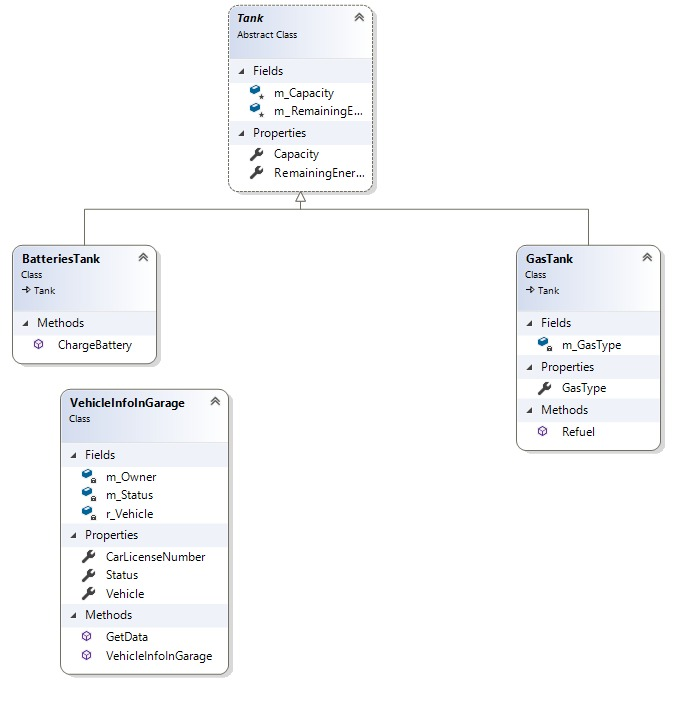 Tank
Abstract Class
Fields
m_Capacity
m_RemainingE...
Properties
Capacity
RemainingEner...
BatteriesTank
Class
Tank
Methods
ChargeBattery
GasTank
Class
Tank
Fields
m_GasType
Properties
GasType
Methods
Refuel
VehicleInfoInGarage
Class
Fields
m_Owner
m_Status
r_Vehicle
Properties
CarLicenseNumber
Status
Vehicle
Methods
GetData
VehicleInfoInGarage